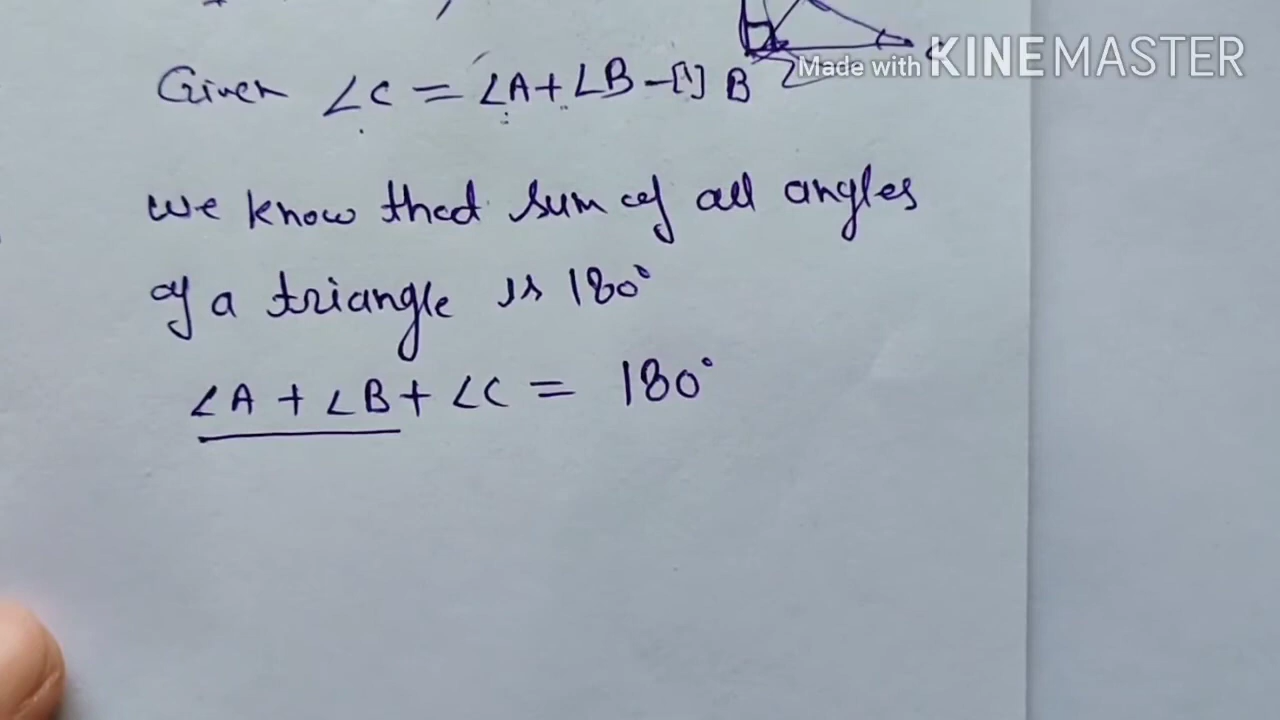 Made with KINEMASTER
Given ∠C = ∠A + ∠B - [1] B
we know that sum of all angles
of a triangle is 180°
∠A + ∠B + ∠C = 180°